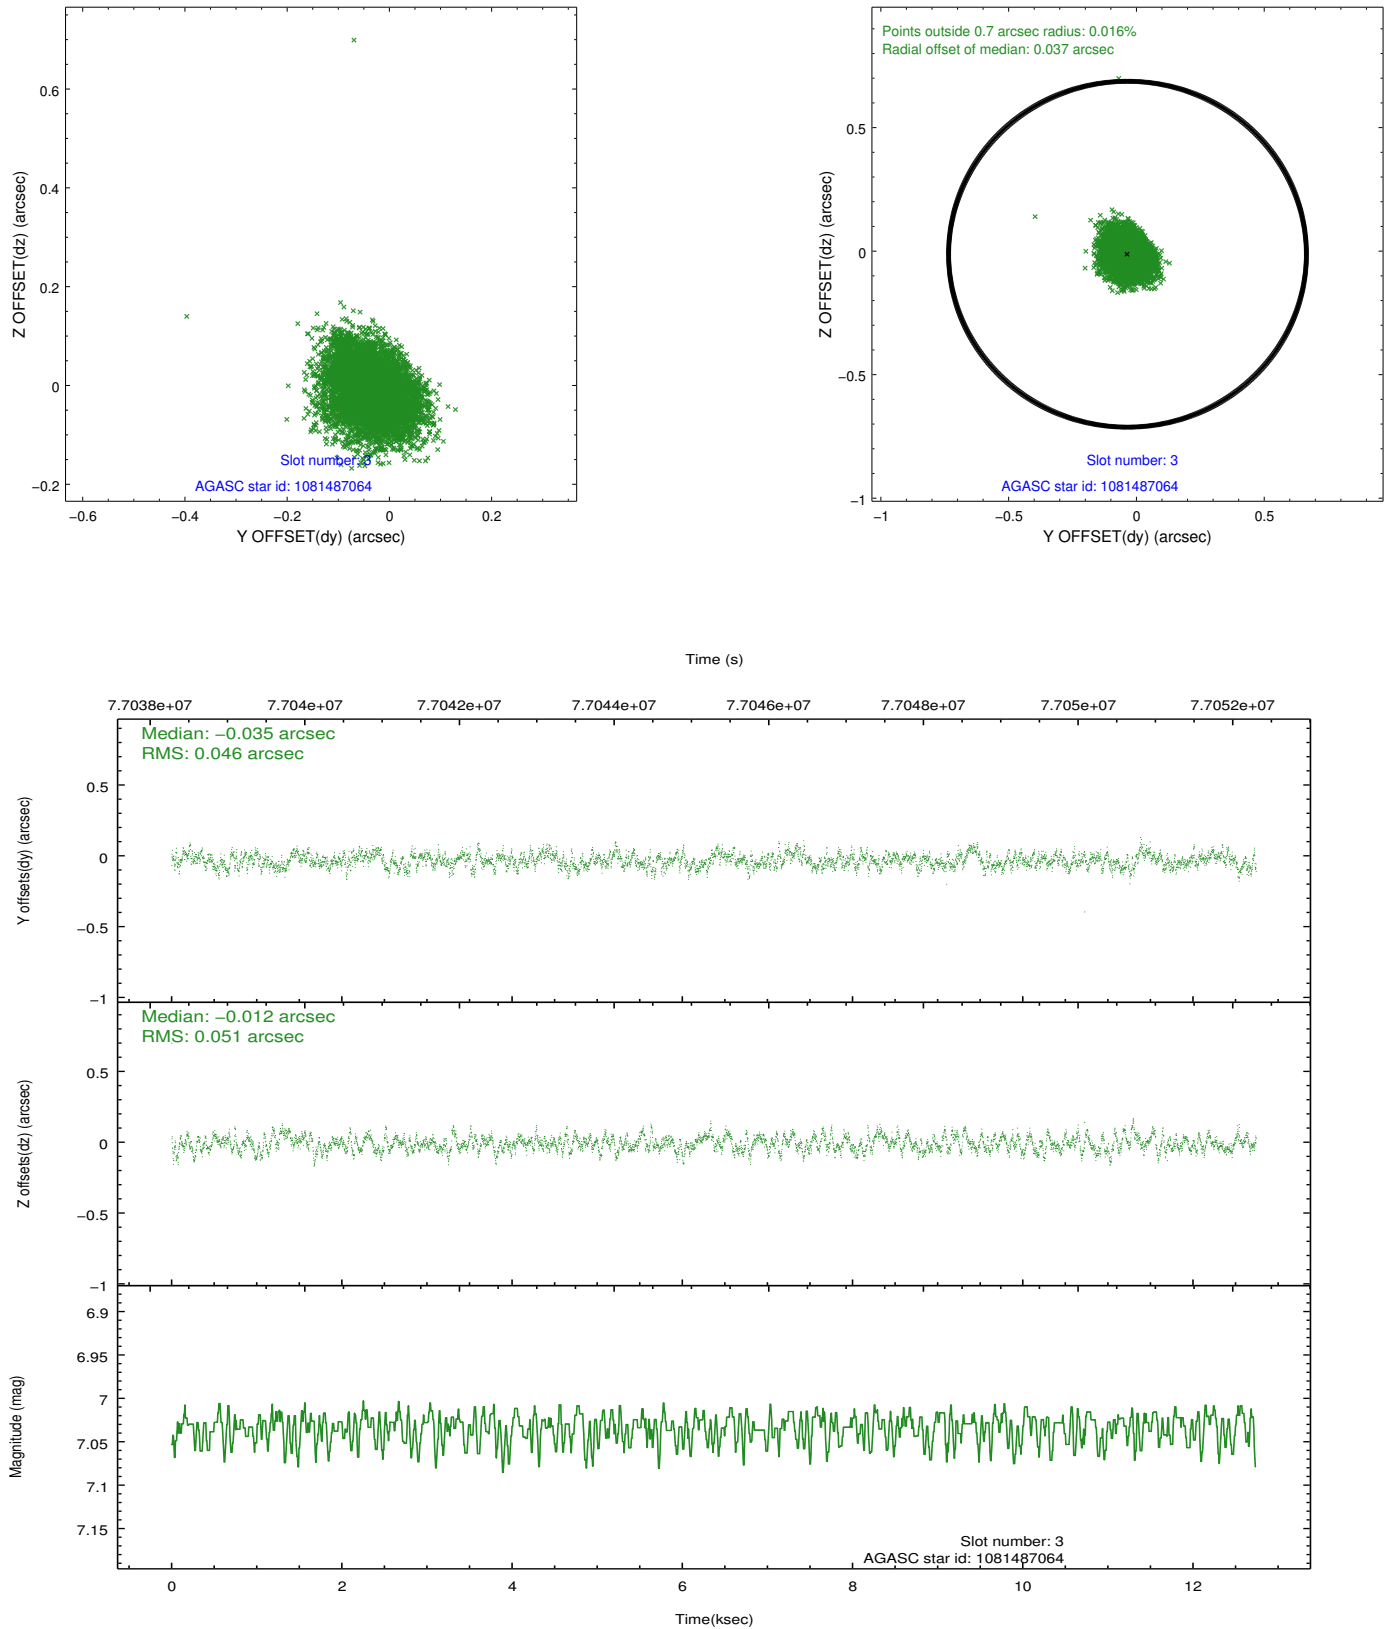 0.6
0.4
0.2
0
−0.2
Z OFFSET(dz) (arcsec)
Slot number: 3
AGASC star id: 1081487064
−0.6
−0.4
−0.2
0
0.2
Y OFFSET(dy) (arcsec)
Points outside 0.7 arcsec radius: 0.016%
Radial offset of median: 0.037 arcsec
0.5
0
−0.5
−1
Z OFFSET(dz) (arcsec)
Slot number: 3
AGASC star id: 1081487064
−1
−0.5
0
0.5
Y OFFSET(dy) (arcsec)
Time (s)
7.7038e+07
7.704e+07
7.7042e+07
7.7044e+07
7.7046e+07
7.7048e+07
7.705e+07
7.7052e+07
Median: −0.035 arcsec
RMS: 0.046 arcsec
0.5
0
−0.5
−1
Y offsets(dy) (arcsec)
Median: −0.012 arcsec
RMS: 0.051 arcsec
0.5
0
−0.5
−1
Z offsets(dz) (arcsec)
6.9
6.95
7
7.05
7.1
7.15
Magnitude (mag)
Slot number: 3
AGASC star id: 1081487064
0
2
4
6
8
10
12
Time(ksec)